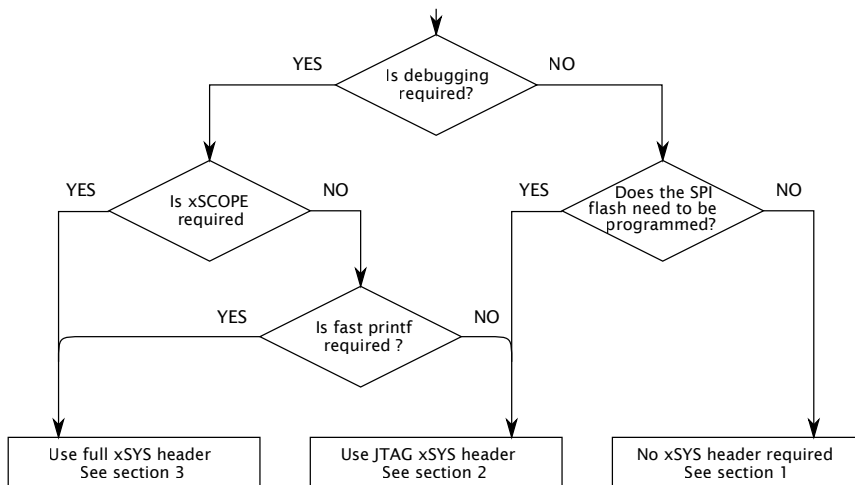 YES
Is debugging
required?
NO
YES
Is xSCOPE
required
NO
YES
Does the SPI
flash need to be
programmed?
NO
YES
Is fast printf
required ?
NO
Use full xSYS header
See section 3
Use JTAG xSYS header
See section 2
No xSYS header required
See section 1